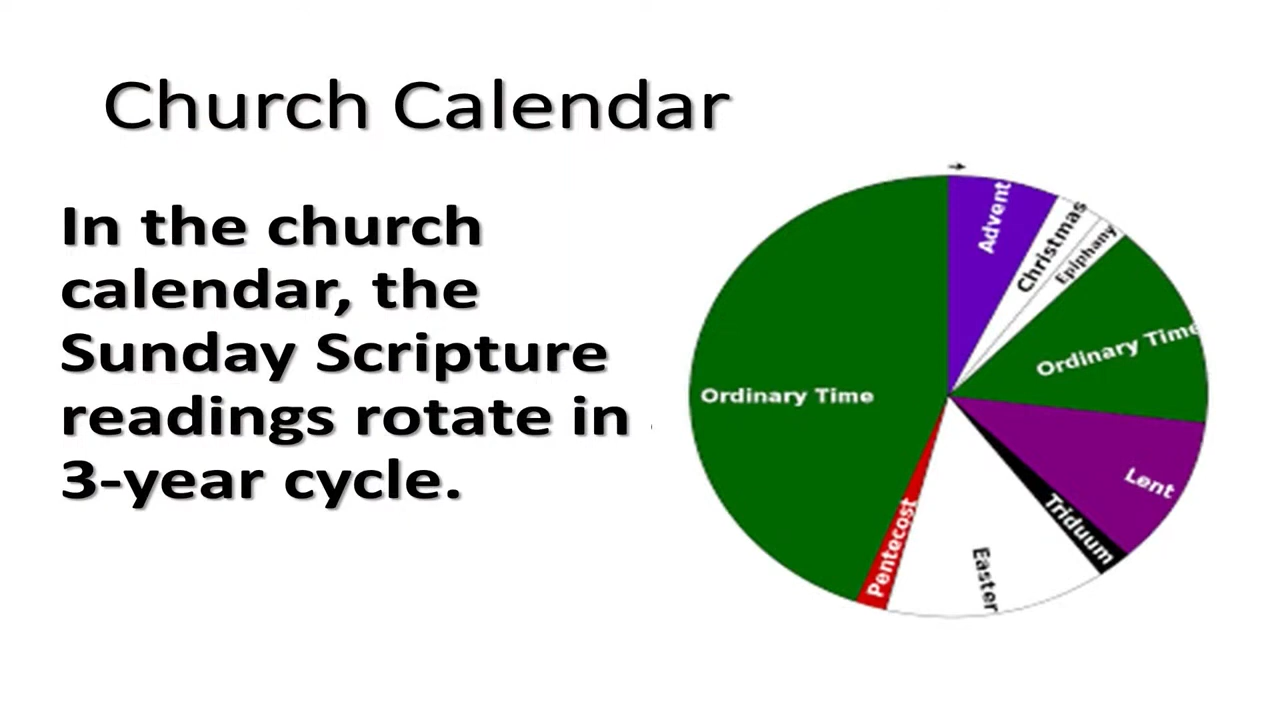 Church Calendar
In the church
calendar, the
Sunday Scripture
readings rotate in
3-year cycle.
Advent
Christmas
Epiphany
Ordinary Time
Lent
Triduum
Easter
Pentecost
Ordinary Time